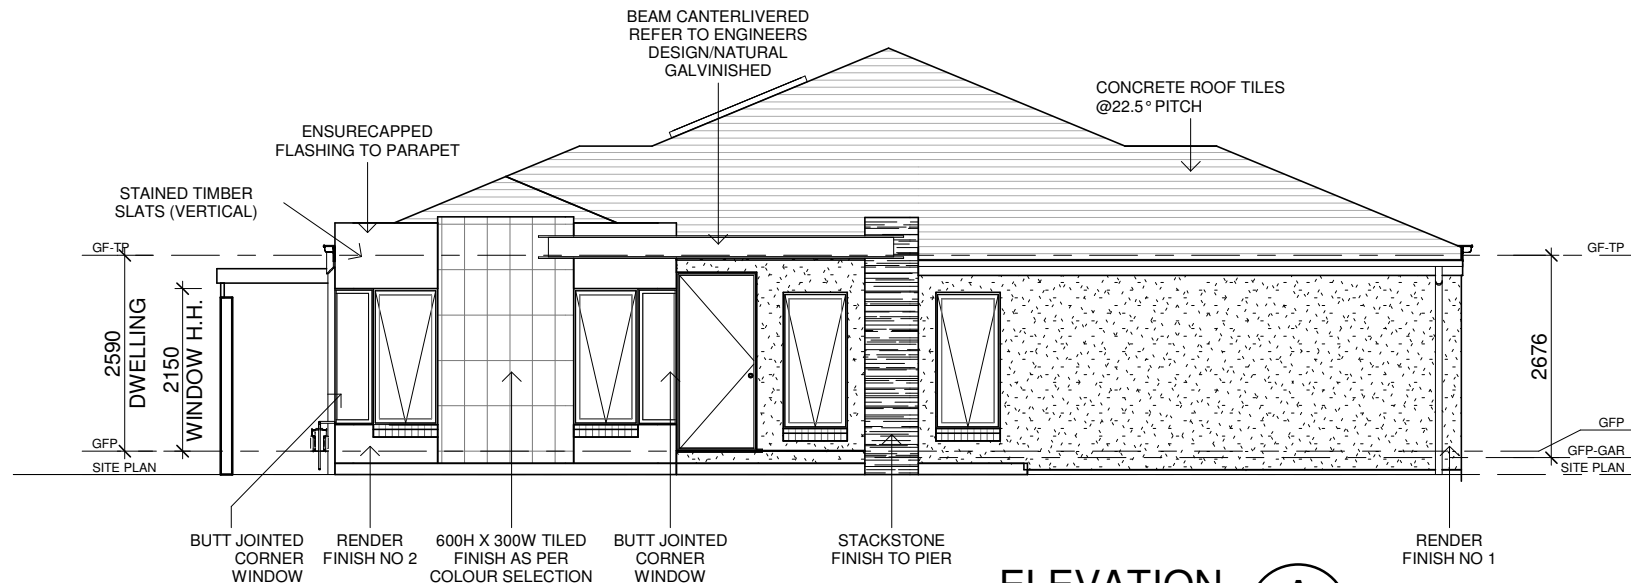 BEAM CANTERLIVERED
REFER TO ENGINEERS
DESIGN/NATURAL
GALVINISHED
CONCRETE ROOF TILES
@22.5° PITCH
ENSURECAPPED
FLASHING TO PARAPET
STAINED TIMBER
SLATS (VERTICAL)
GF-TP
GF-TP
2590
DWELLING
2150
WINDOW H.H.
2676
GFP
SITE PLAN
GFP
GFP-GAR
SITE PLAN
BUTT JOINTED
CORNER
WINDOW
RENDER
FINISH NO 2
600H X 300W TILED
FINISH AS PER
COLOUR SELECTION
BUTT JOINTED
CORNER
WINDOW
STACKSTONE
FINISH TO PIER
RENDER
FINISH NO 1
ELEVATION
A